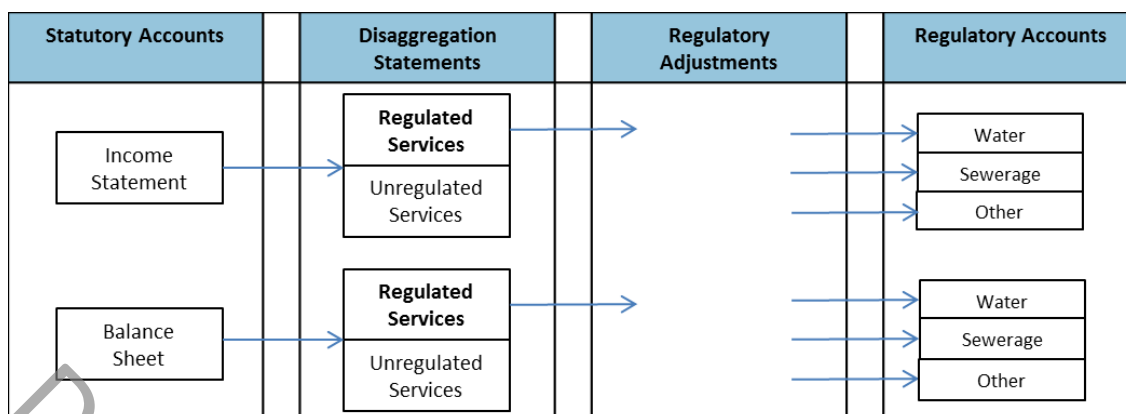 Statutory Accounts
Disaggregation
Statements
Regulatory
Adjustments
Regulatory Accounts
Income
Statement
Regulated
Services
Unregulated
Services
Water
Sewerage
Other
Balance
Sheet
Regulated
Services
Unregulated
Services
Water
Sewerage
Other